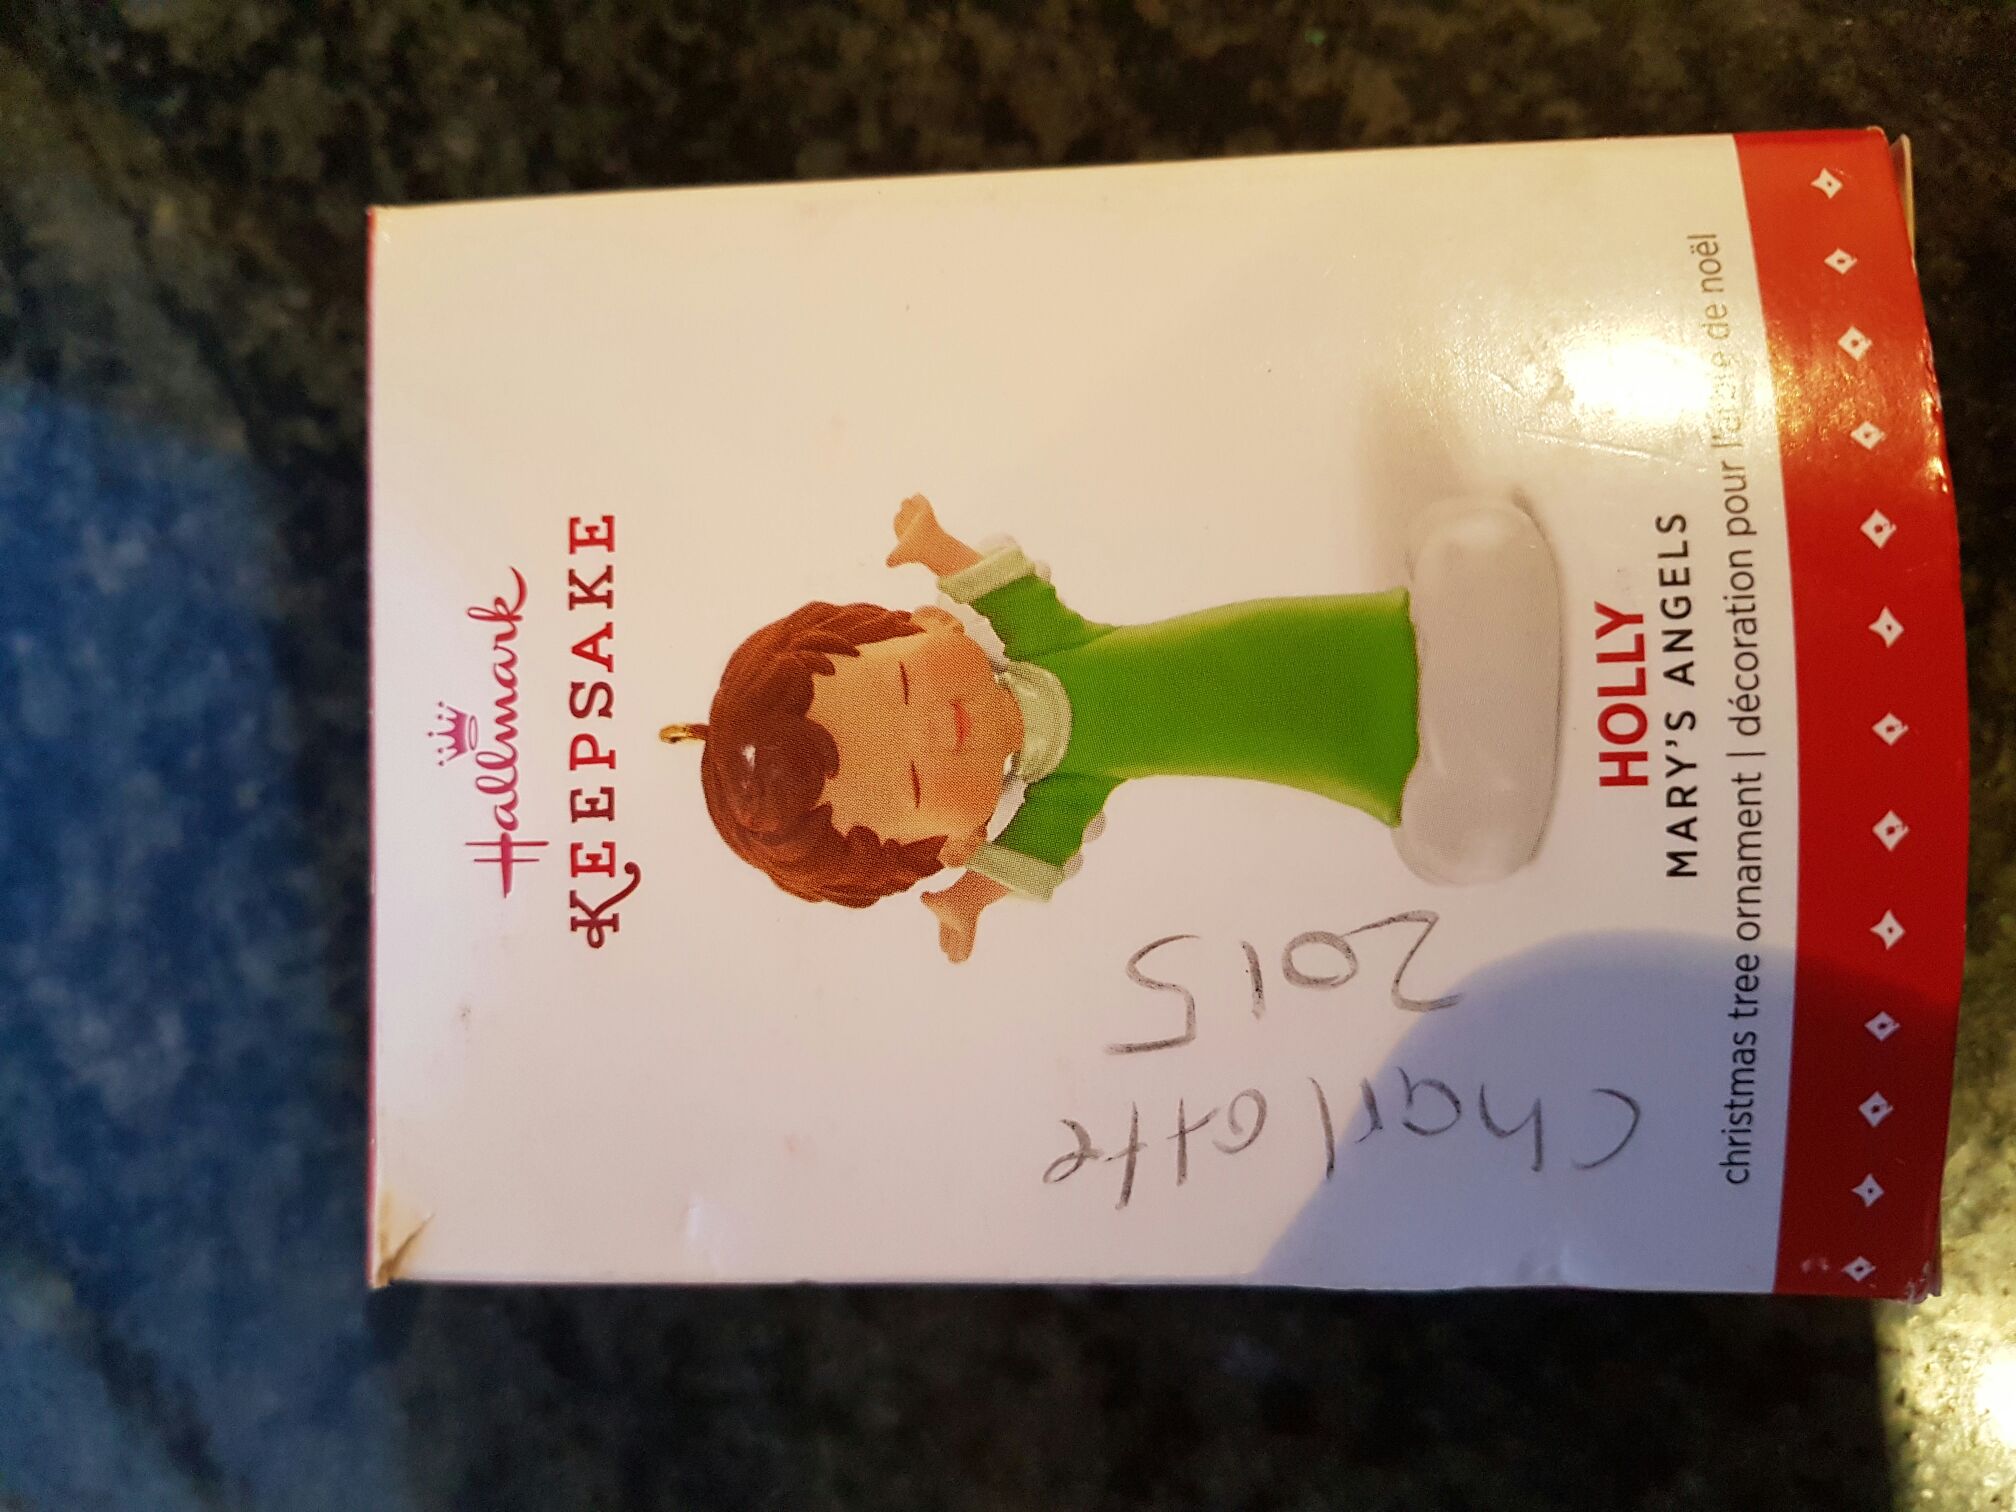 Hallmark
KEEPSAKE
HOLLY
MARY'S ANGELS
christmas tree ornament | décoration pour l'arbre de noël
Charlotte
2015